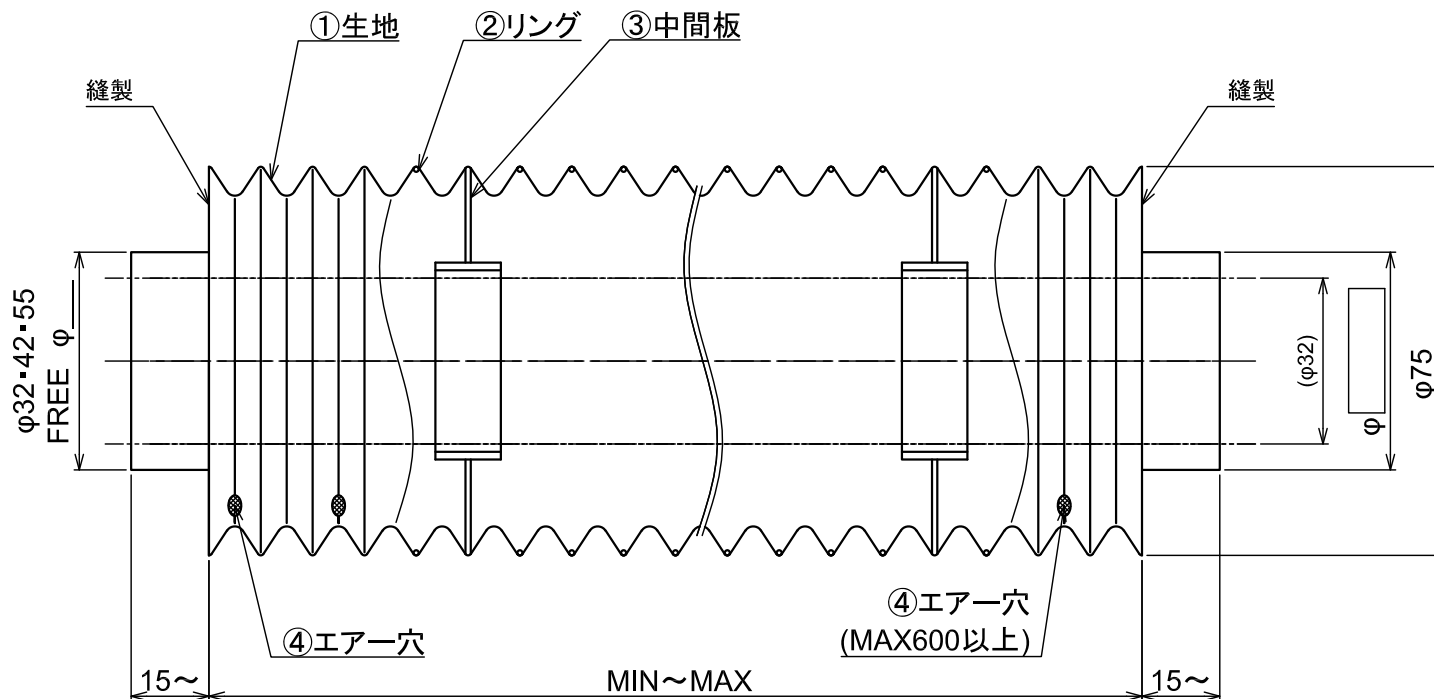 ①生地
②リング
③中間板
縫製
縫製
φ32・42・55
FREE φ
(φ32)
φ
φ75
④エアー穴
④エアー穴
(MAX600以上)
15～
MIN～MAX
15～